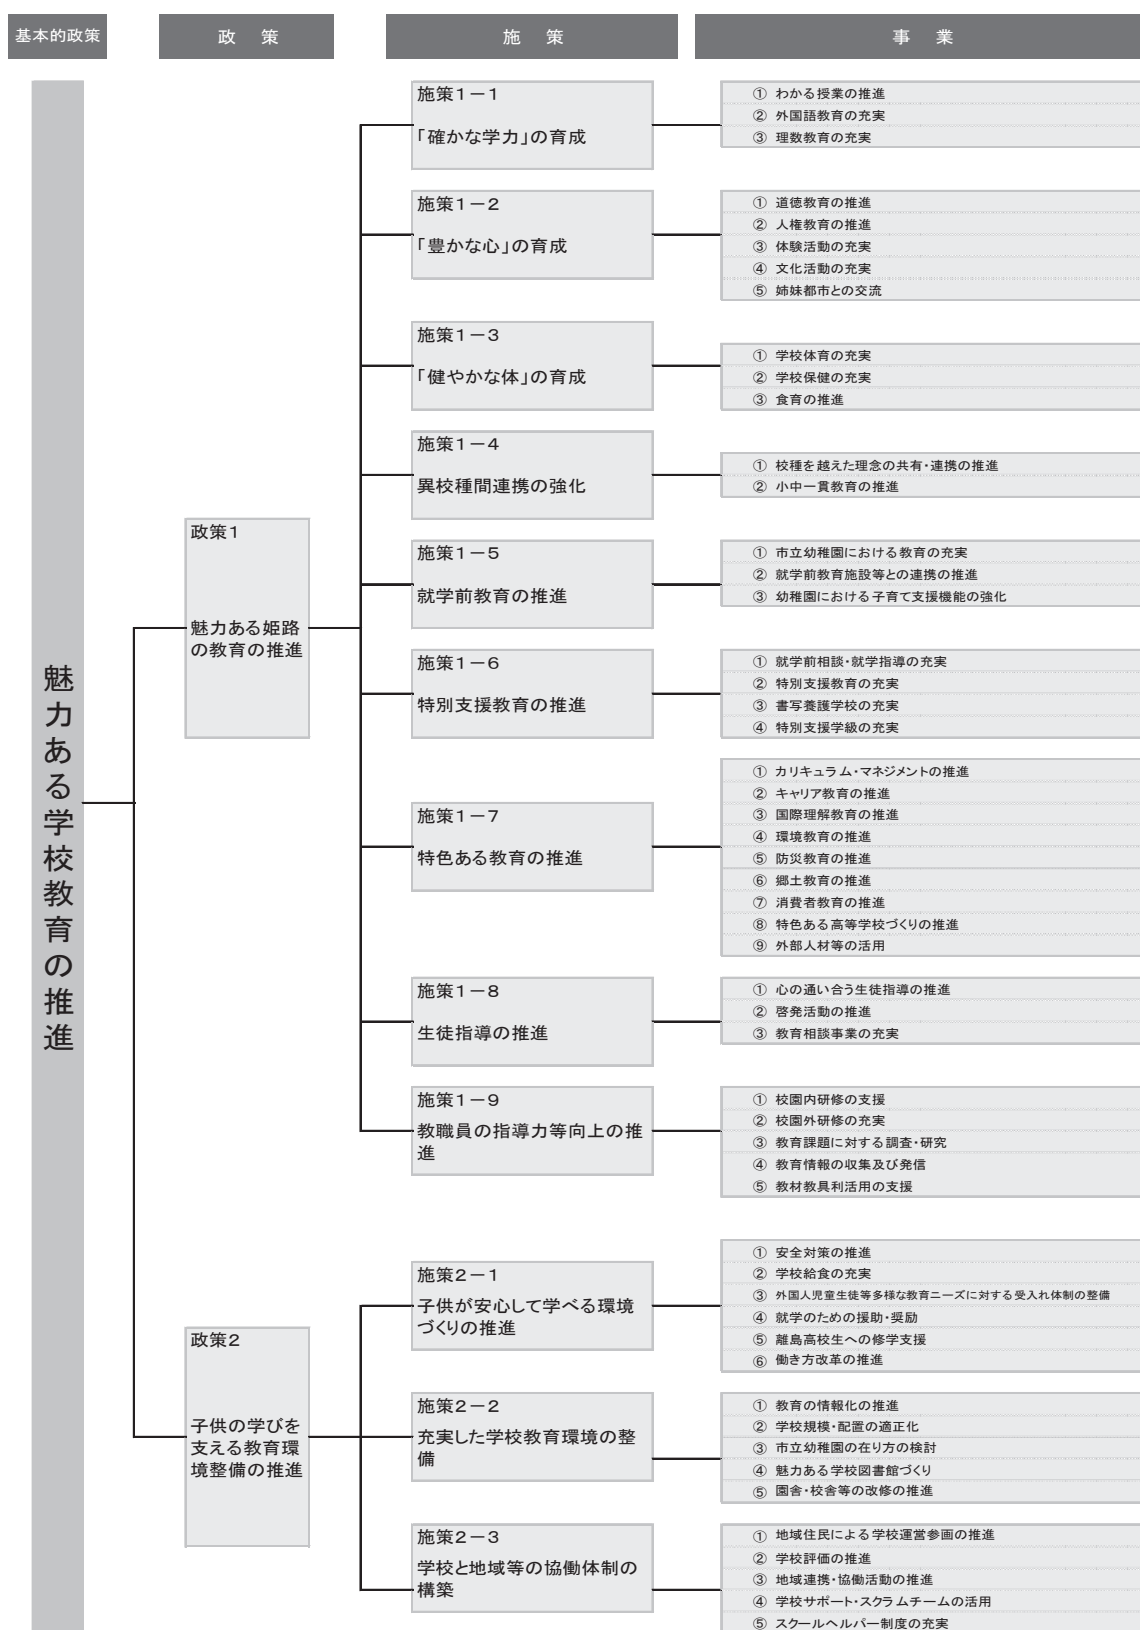 基本的政策
政　策
施　策
事　業
魅力ある学校教育の推進
政策1
魅力ある姫路
の教育の推進
施策1－1
「確かな学力」の育成
① わかる授業の推進
② 外国語教育の充実
③ 理数教育の充実
施策1－2
「豊かな心」の育成
① 道徳教育の推進
② 人権教育の推進
③ 体験活動の充実
④ 文化活動の充実
⑤ 姉妹都市との交流
施策1－3
「健やかな体」の育成
① 学校体育の充実
② 学校保健の充実
③ 食育の推進
施策1－4
異校種間連携の強化
① 校種を越えた理念の共有・連携の推進
② 小中一貫教育の推進
施策1－5
就学前教育の推進
① 市立幼稚園における教育の充実
② 就学前教育施設等との連携の推進
③ 幼稚園における子育て支援機能の強化
施策1－6
特別支援教育の推進
① 就学前相談・就学指導の充実
② 特別支援教育の充実
③ 書写養護学校の充実
④ 特別支援学級の充実
施策1－7
特色ある教育の推進
① カリキュラム・マネジメントの推進
② キャリア教育の推進
③ 国際理解教育の推進
④ 環境教育の推進
⑤ 防災教育の推進
⑥ 郷土教育の推進
⑦ 消費者教育の推進
⑧ 特色ある高等学校づくりの推進
⑨ 外部人材等の活用
施策1－8
生徒指導の推進
① 心の通い合う生徒指導の推進
② 啓発活動の推進
③ 教育相談事業の充実
施策1－9
教職員の指導力等向上の推
進
① 校園内研修の支援
② 校園外研修の充実
③ 教育課題に対する調査・研究
④ 教育情報の収集及び発信
⑤ 教材教具利活用の支援
政策2
子供の学びを
支える教育環
境整備の推進
施策2－1
子供が安心して学べる環境
づくりの推進
① 安全対策の推進
② 学校給食の充実
③ 外国人児童生徒等多様な教育ニーズに対する受入れ体制の整備
④ 就学のための援助・奨励
⑤ 離島高校生への修学支援
⑥ 働き方改革の推進
施策2－2
充実した学校教育環境の整
備
① 教育の情報化の推進
② 学校規模・配置の適正化
③ 市立幼稚園の在り方の検討
④ 魅力ある学校図書館づくり
⑤ 園舎・校舎等の改修の推進
施策2－3
学校と地域等の協働体制の
構築
① 地域住民による学校運営参画の推進
② 学校評価の推進
③ 地域連携・協働活動の推進
④ 学校サポート・スクラムチームの活用
⑤ スクールヘルパー制度の充実